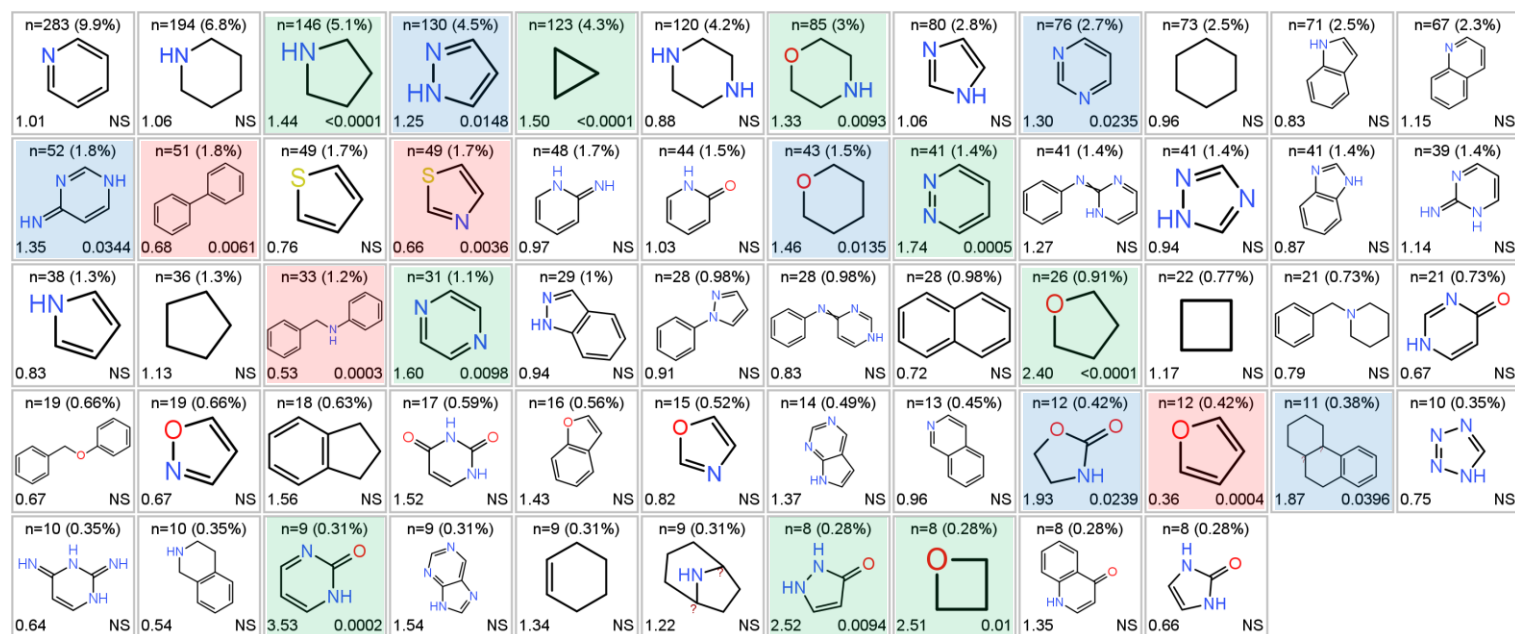 n=283 (9.9%) n=194 (6.8%) n=146 (5.1%) n=130 (4.5%) n=123 (4.3%) n=120 (4.2%) n=85 (3%) n=80 (2.8%) n=76 (2.7%) n=73 (2.5%) n=71 (2.5%) n=67 (2.3%)
N HN HN N HN HN NH O NH N NH N N HN N
1.01 NS 1.06 NS 1.44 <0.0001 1.25 0.0148 1.50 <0.0001 0.88 NS 1.33 0.0093 1.06 NS 1.30 0.0235 0.96 NS 0.83 NS 1.15 NS
n=52 (1.8%) n=51 (1.8%) n=49 (1.7%) n=49 (1.7%) n=48 (1.7%) n=44 (1.5%) n=43 (1.5%) n=41 (1.4%) n=41 (1.4%) n=41 (1.4%) n=41 (1.4%) n=39 (1.4%)
N NH HN S S N H N NH H N O O N N N N HN N N HN N NH N HN N H
1.35 0.0344 0.68 0.0061 0.76 NS 0.66 0.0036 0.97 NS 1.03 NS 1.46 0.0135 1.74 0.0005 1.27 NS 0.94 NS 0.87 NS 1.14 NS
n=38 (1.3%) n=36 (1.3%) n=33 (1.2%) n=31 (1.1%) n=29 (1%) n=28 (0.98%) n=28 (0.98%) n=28 (0.98%) n=26 (0.91%) n=22 (0.77%) n=21 (0.73%) n=21 (0.73%)
HN N H N N N HN N N N N NH O N N O HN
0.83 NS 1.13 NS 0.53 0.0003 1.60 0.0098 0.94 NS 0.91 NS 0.83 NS 0.72 NS 2.40 <0.0001 1.17 NS 0.79 NS 0.67 NS
n=19 (0.66%) n=19 (0.66%) n=18 (0.63%) n=17 (0.59%) n=16 (0.56%) n=15 (0.52%) n=14 (0.49%) n=13 (0.45%) n=12 (0.42%) n=12 (0.42%) n=11 (0.38%) n=10 (0.35%)
O O N O H N O NH O O N N N HN N O O NH O N N N NH
0.67 NS 0.67 NS 1.56 NS 1.52 NS 1.43 NS 0.82 NS 1.37 NS 0.96 NS 1.93 0.0239 0.36 0.0004 1.87 0.0396 0.75 NS
n=10 (0.35%) n=10 (0.35%) n=9 (0.31%) n=9 (0.31%) n=9 (0.31%) n=9 (0.31%) n=8 (0.28%) n=8 (0.28%) n=8 (0.28%) n=8 (0.28%)
HN H N NH NH HN N O NH N N HN N HN ? ? H N HN O O O HN H N O NH
0.64 NS 0.54 NS 3.53 0.0002 1.54 NS 1.34 NS 1.22 NS 2.52 0.0094 2.51 0.01 1.35 NS 0.66 NS